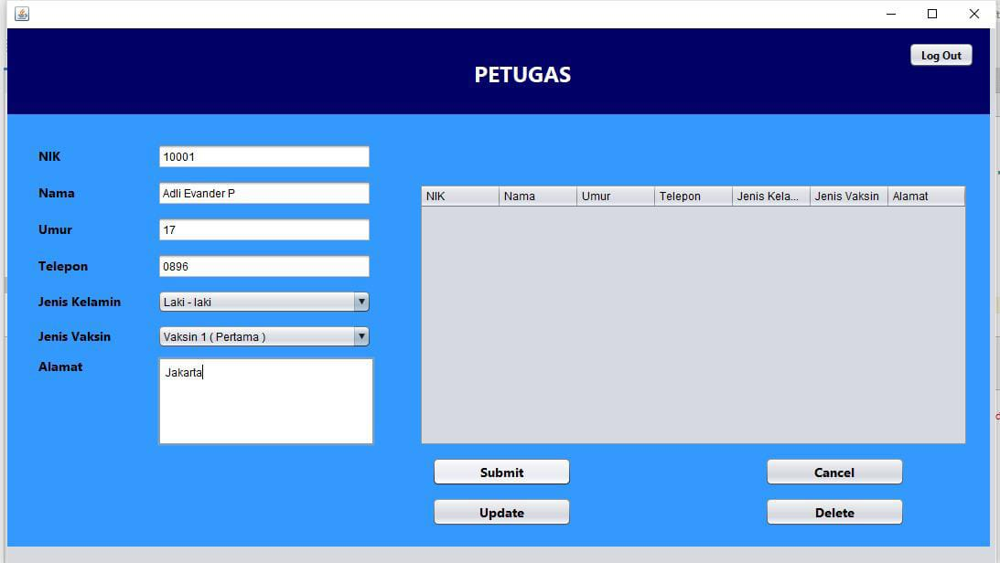 Log Out
PETUGAS
NIK 10001
Nama Adli Evander P
Umur 17
Telepon 0896
Jenis Kelamin Laki - laki
Jenis Vaksin Vaksin 1 ( Pertama )
Alamat Jakarta
NIK Nama Umur Telepon Jenis Kela... Jenis Vaksin Alamat
Submit Cancel
Update Delete